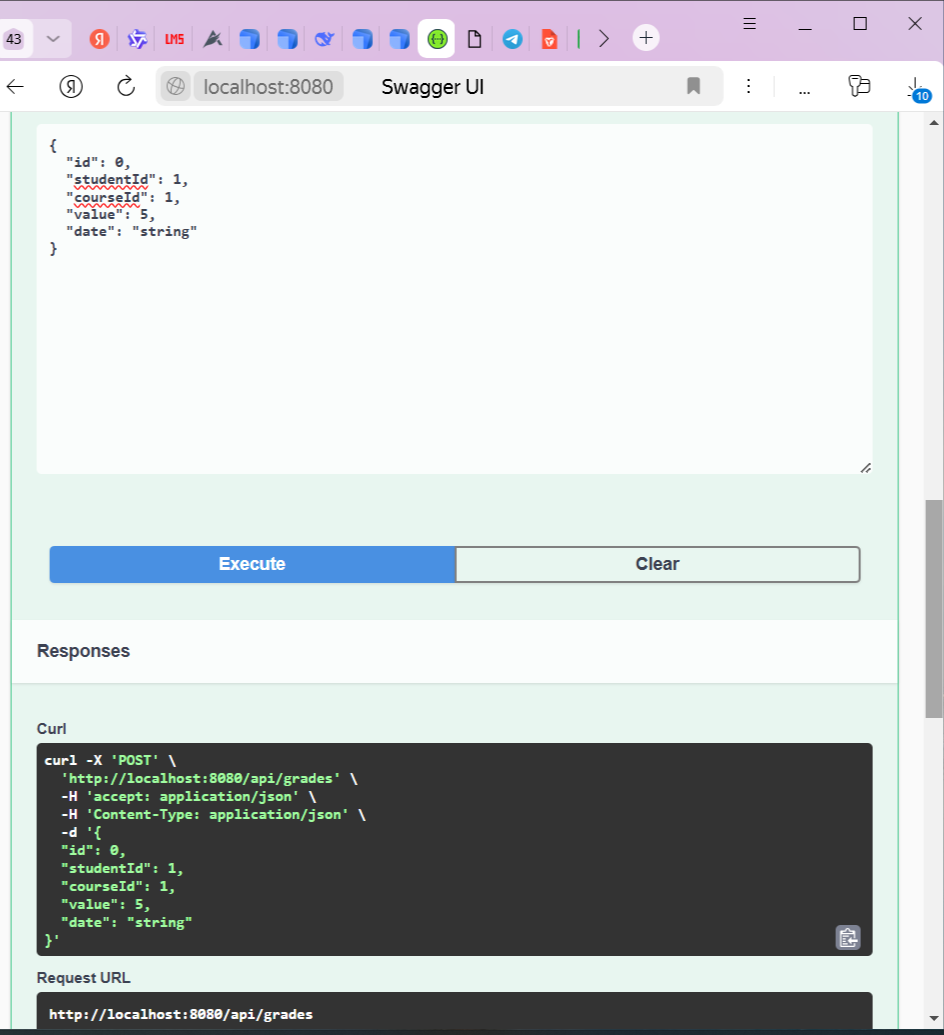 43
Я
LMS
Я
localhost:8080
Swagger UI
...
10
{
"id": 0,
"studentId": 1,
"courseId": 1,
"value": 5,
"date": "string"
}
Execute
Clear
Responses
Curl
curl -X 'POST' \
'http://localhost:8080/api/grades' \
-H 'accept: application/json' \
-H 'Content-Type: application/json' \
-d '{
"id": 0,
"studentId": 1,
"courseId": 1,
"value": 5,
"date": "string"
}'
Request URL
http://localhost:8080/api/grades